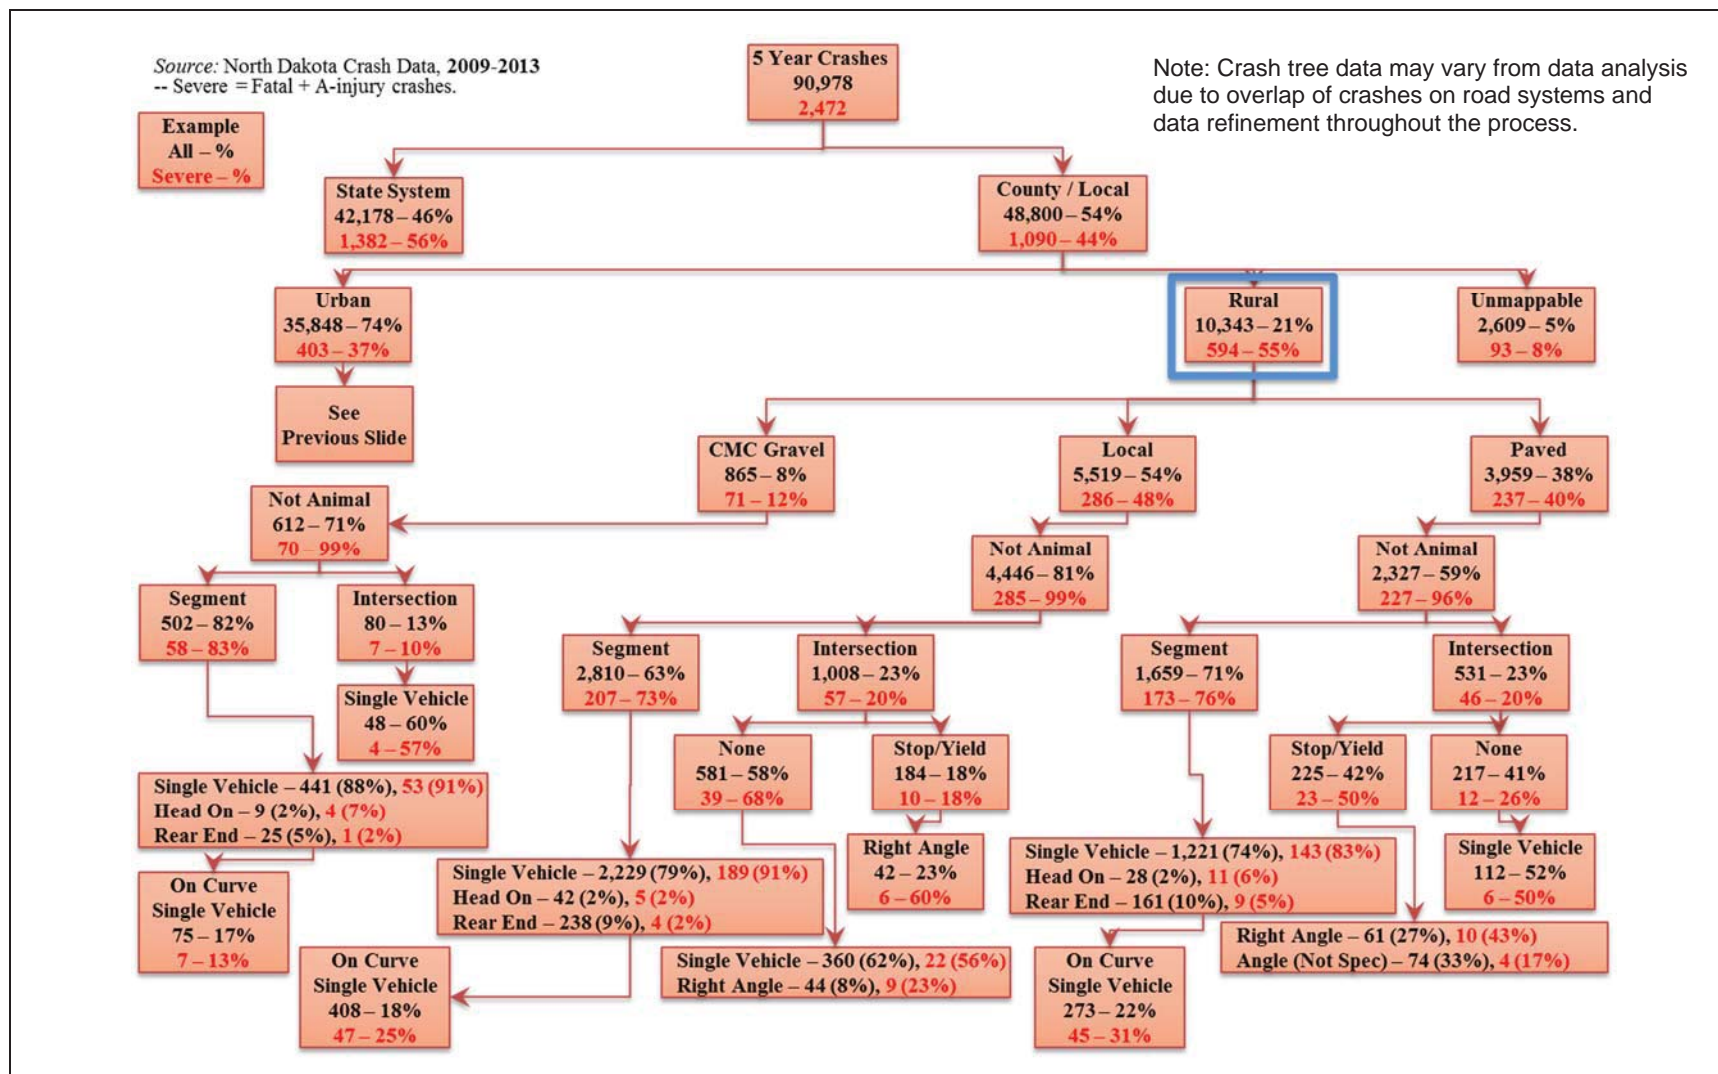 Source: North Dakota Crash Data, 2009-2013
-- Severe = Fatal + A-injury crashes.
Example
All – %
Severe – %
5 Year Crashes
90,978
2,472
Note: Crash tree data may vary from data analysis
due to overlap of crashes on road systems and
data refinement throughout the process.
State System
42,178 – 46%
1,382 – 56%
County / Local
48,800 – 54%
1,090 – 44%
Urban
35,848 – 74%
403 – 37%
Rural
10,343 – 21%
594 – 55%
Unmappable
2,609 – 5%
93 – 8%
See
Previous Slide
CMC Gravel
865 – 8%
71 – 12%
Local
5,519 – 54%
286 – 48%
Paved
3,959 – 38%
237 – 40%
Not Animal
612 – 71%
70 – 99%
Not Animal
4,446 – 81%
285 – 99%
Not Animal
2,327 – 59%
227 – 96%
Segment
502 – 82%
58 – 83%
Intersection
80 – 13%
7 – 10%
Segment
2,810 – 63%
207 – 73%
Intersection
1,008 – 23%
57 – 20%
Segment
1,659 – 71%
173 – 76%
Intersection
531 – 23%
46 – 20%
Single Vehicle
48 – 60%
4 – 57%
None
581 – 58%
39 – 68%
Stop/Yield
184 – 18%
10 – 18%
Stop/Yield
225 – 42%
23 – 50%
None
217 – 41%
12 – 26%
Single Vehicle – 441 (88%), 53 (91%)
Head On – 9 (2%), 4 (7%)
Rear End – 25 (5%), 1 (2%)
Right Angle
42 – 23%
6 – 60%
Single Vehicle – 1,221 (74%), 143 (83%)
Head On – 28 (2%), 11 (6%)
Rear End – 161 (10%), 9 (5%)
Single Vehicle
112 – 52%
6 – 50%
Single Vehicle – 2,229 (79%), 189 (91%)
Head On – 42 (2%), 5 (2%)
Rear End – 238 (9%), 4 (2%)
On Curve
Single Vehicle
75 – 17%
7 – 13%
Right Angle – 61 (27%), 10 (43%)
Angle (Not Spec) – 74 (33%), 4 (17%)
On Curve
Single Vehicle
408 – 18%
47 – 25%
Single Vehicle – 360 (62%), 22 (56%)
Right Angle – 44 (8%), 9 (23%)
On Curve
Single Vehicle
273 – 22%
45 – 31%